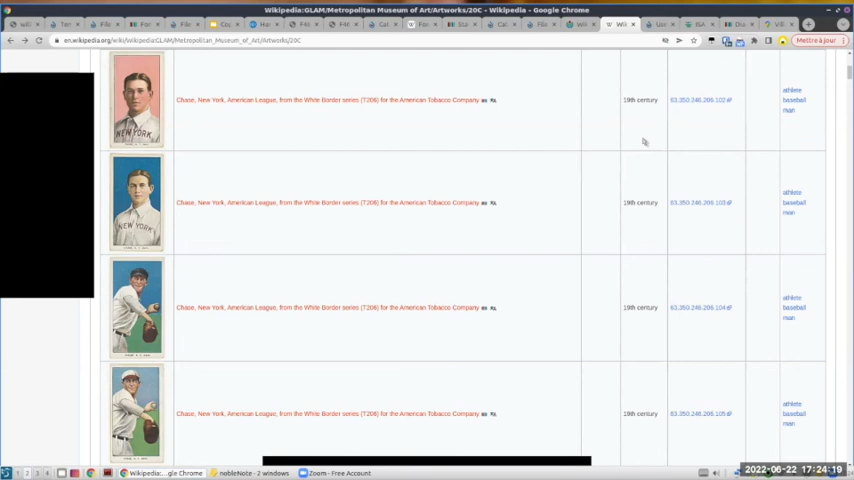 Wikipedia:GLAM/Metropolitan Museum of Art/Artworks/20C - Wikipedia - Google Chrome
en.wikipedia.org/wiki/Wikipedia:GLAM/Metropolitan_Museum_of_Art/Artworks/20C
Mettre à jour
NEW YORK
Chase, New York, American League, from the White Border series (T206) for the American Tobacco Company
19th century
63.350.246.206.102
athlete
baseball
man
NEW YORK
Chase, New York, American League, from the White Border series (T206) for the American Tobacco Company
19th century
63.350.246.206.103
athlete
baseball
man
Chase, New York, American League, from the White Border series (T206) for the American Tobacco Company
19th century
63.350.246.206.104
athlete
baseball
man
Chase, New York, American League, from the White Border series (T206) for the American Tobacco Company
19th century
63.350.246.206.105
athlete
baseball
man
1 2 3 4
Wikipedia:...gle Chrome
nobleNote - 2 windows
Zoom - Free Account
2022-06-22 17:24:19